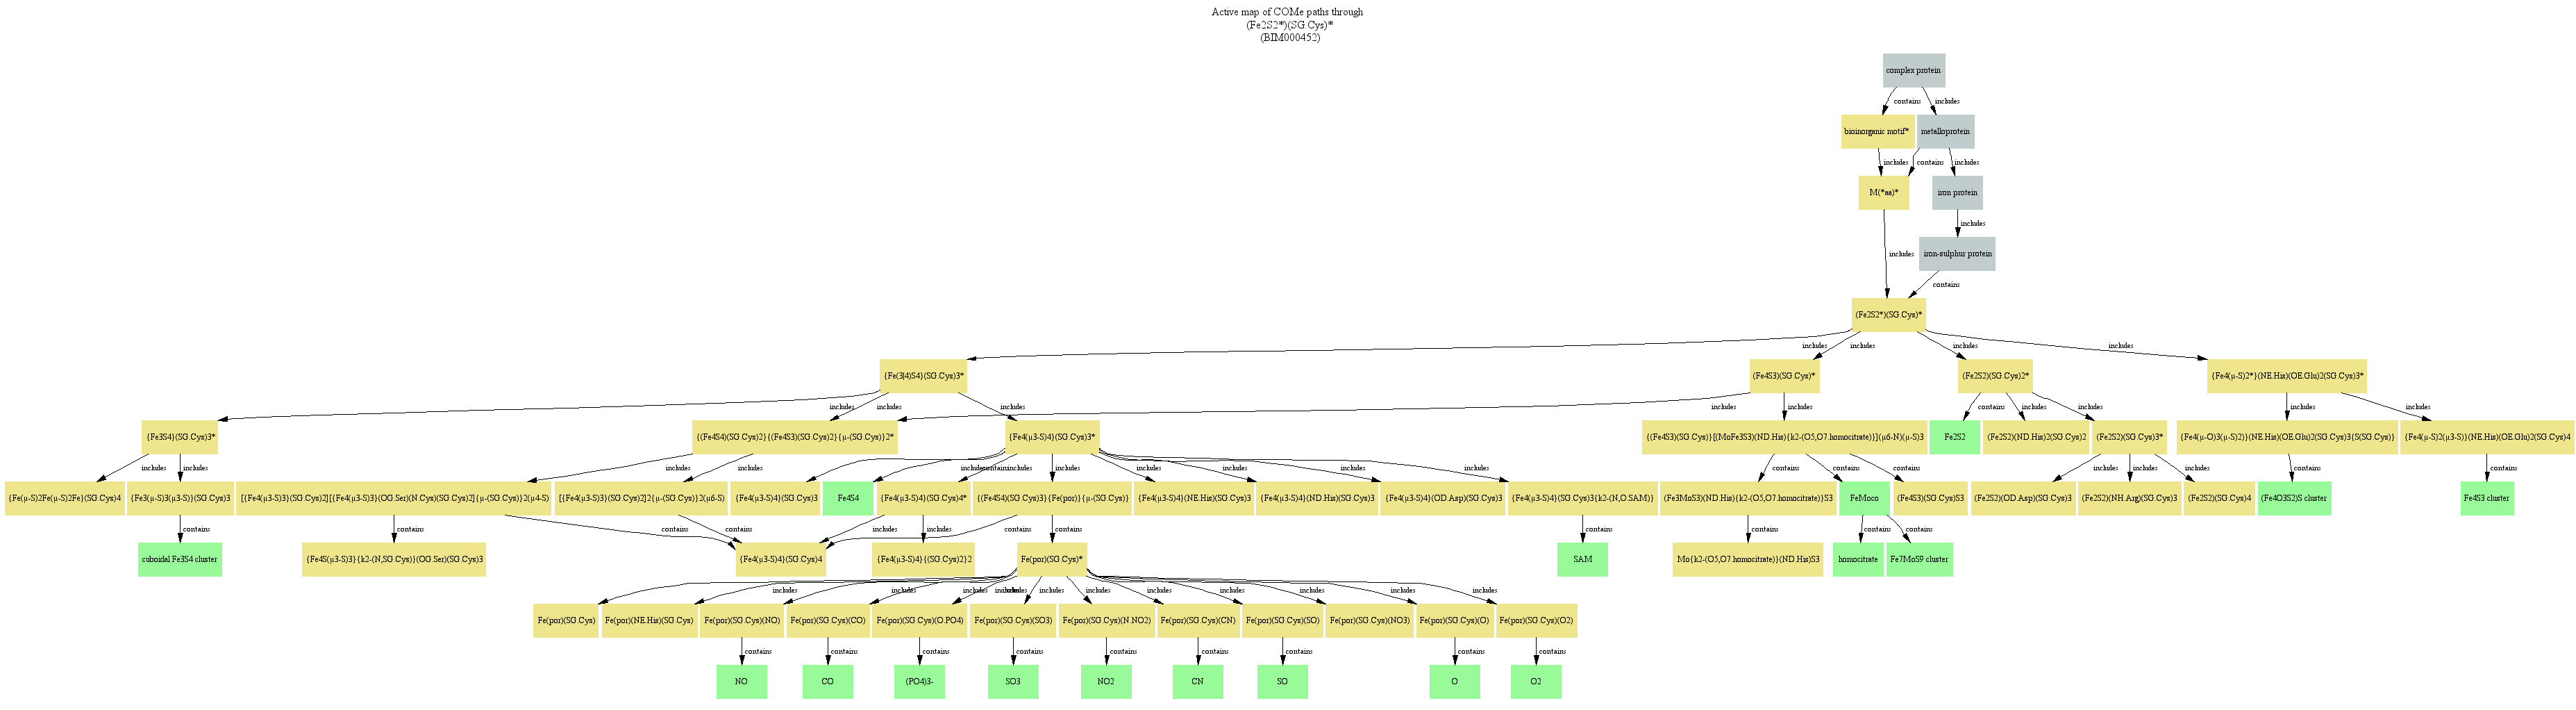 Active map of COMe paths through
(Fe2S2*)(SG.Cys)*
(BIM000452)
complex protein
contains
includes
bioinorganic motif*
metalloprotein
includes
contains
includes
M(*aa)*
iron protein
includes
includes
iron-sulphur protein
contains
(Fe2S2*)(SG.Cys)*
includes
includes
includes
includes
{Fe(3|4)S4}(SG.Cys)3*
(Fe4S3)(SG.Cys)*
(Fe2S2)(SG.Cys)2*
{Fe4(μ-S)2*}(NE.His)(OE.Glu)2(SG.Cys)3*
includes
includes
includes
includes
includes
contains
includes
includes
includes
includes
{Fe3S4}(SG.Cys)3*
{(Fe4S4)(SG.Cys)2}{(Fe4S3)(SG.Cys)2}{μ-(SG.Cys)}2*
{Fe4(μ3-S)4}(SG.Cys)3*
{(Fe4S3)(SG.Cys)}[(MoFe3S3)(ND.His){k2-(O5,O7.homocitrate)}](μ6-N)(μ-S)3
Fe2S2
(Fe2S2)(ND.His)2(SG.Cys)2
(Fe2S2)(SG.Cys)3*
{Fe4(μ-O)3(μ-S)2)}(NE.His)(OE.Glu)2(SG.Cys)3{S(SG.Cys)}
{Fe4(μ-S)2(μ3-S)}(NE.His)(OE.Glu)2(SG.Cys)4
includes
includes
includes
includes
includes
contains
includes
includes
includes
includes
includes
includes
contains
contains
contains
includes
includes
includes
contains
contains
{Fe(μ-S)2Fe(μ-S)2Fe}(SG.Cys)4
{Fe3(μ-S)3(μ3-S)}(SG.Cys)3
[{Fe4(μ3-S)3}(SG.Cys)2][{Fe4(μ3-S)3}(OG.Ser)(N.Cys)(SG.Cys)2]{μ-(SG.Cys)}2(μ4-S)
[{Fe4(μ3-S)3}(SG.Cys)2]2{μ-(SG.Cys)}2(μ6-S)
{Fe4(μ3-S)4}(SG.Cys)3
Fe4S4
{Fe4(μ3-S)4}(SG.Cys)4*
{(Fe4S4)(SG.Cys)3}{Fe(por)}{μ-(SG.Cys)}
{Fe4(μ3-S)4}(NE.His)(SG.Cys)3
{Fe4(μ3-S)4}(ND.His)(SG.Cys)3
{Fe4(μ3-S)4}(OD.Asp)(SG.Cys)3
{Fe4(μ3-S)4}(SG.Cys)3{k2-(N,O.SAM)}
(Fe3MoS3)(ND.His){k2-(O5,O7.homocitrate)}S3
FeMoco
(Fe4S3)(SG.Cys)S3
(Fe2S2)(OD.Asp)(SG.Cys)3
(Fe2S2)(NH.Arg)(SG.Cys)3
(Fe2S2)(SG.Cys)4
(Fe4O3S2)S cluster
Fe4S3 cluster
contains
contains
contains
contains
includes
includes
contains
contains
contains
contains
contains
contains
cuboidal Fe3S4 cluster
{Fe4S(μ3-S)3}{k2-(N,SG.Cys)}(OG.Ser)(SG.Cys)3
{Fe4(μ3-S)4}(SG.Cys)4
{Fe4(μ3-S)4}{(SG.Cys)2}2
Fe(por)(SG.Cys)*
SAM
Mo{k2-(O5,O7.homocitrate)}(ND.His)S3
homocitrate
Fe7MoS9 cluster
includes
includes
includes
includes
includes
includes
includes
includes
includes
includes
includes
Fe(por)(SG.Cys)
Fe(por)(NE.His)(SG.Cys)
Fe(por)(SG.Cys)(NO)
Fe(por)(SG.Cys)(CO)
Fe(por)(SG.Cys)(O.PO4)
Fe(por)(SG.Cys)(SO3)
Fe(por)(SG.Cys)(N.NO2)
Fe(por)(SG.Cys)(CN)
Fe(por)(SG.Cys)(SO)
Fe(por)(SG.Cys)(NO3)
Fe(por)(SG.Cys)(O)
Fe(por)(SG.Cys)(O2)
contains
contains
contains
contains
contains
contains
contains
contains
contains
NO
CO
(PO4)3-
SO3
NO2
CN
SO
O
O2